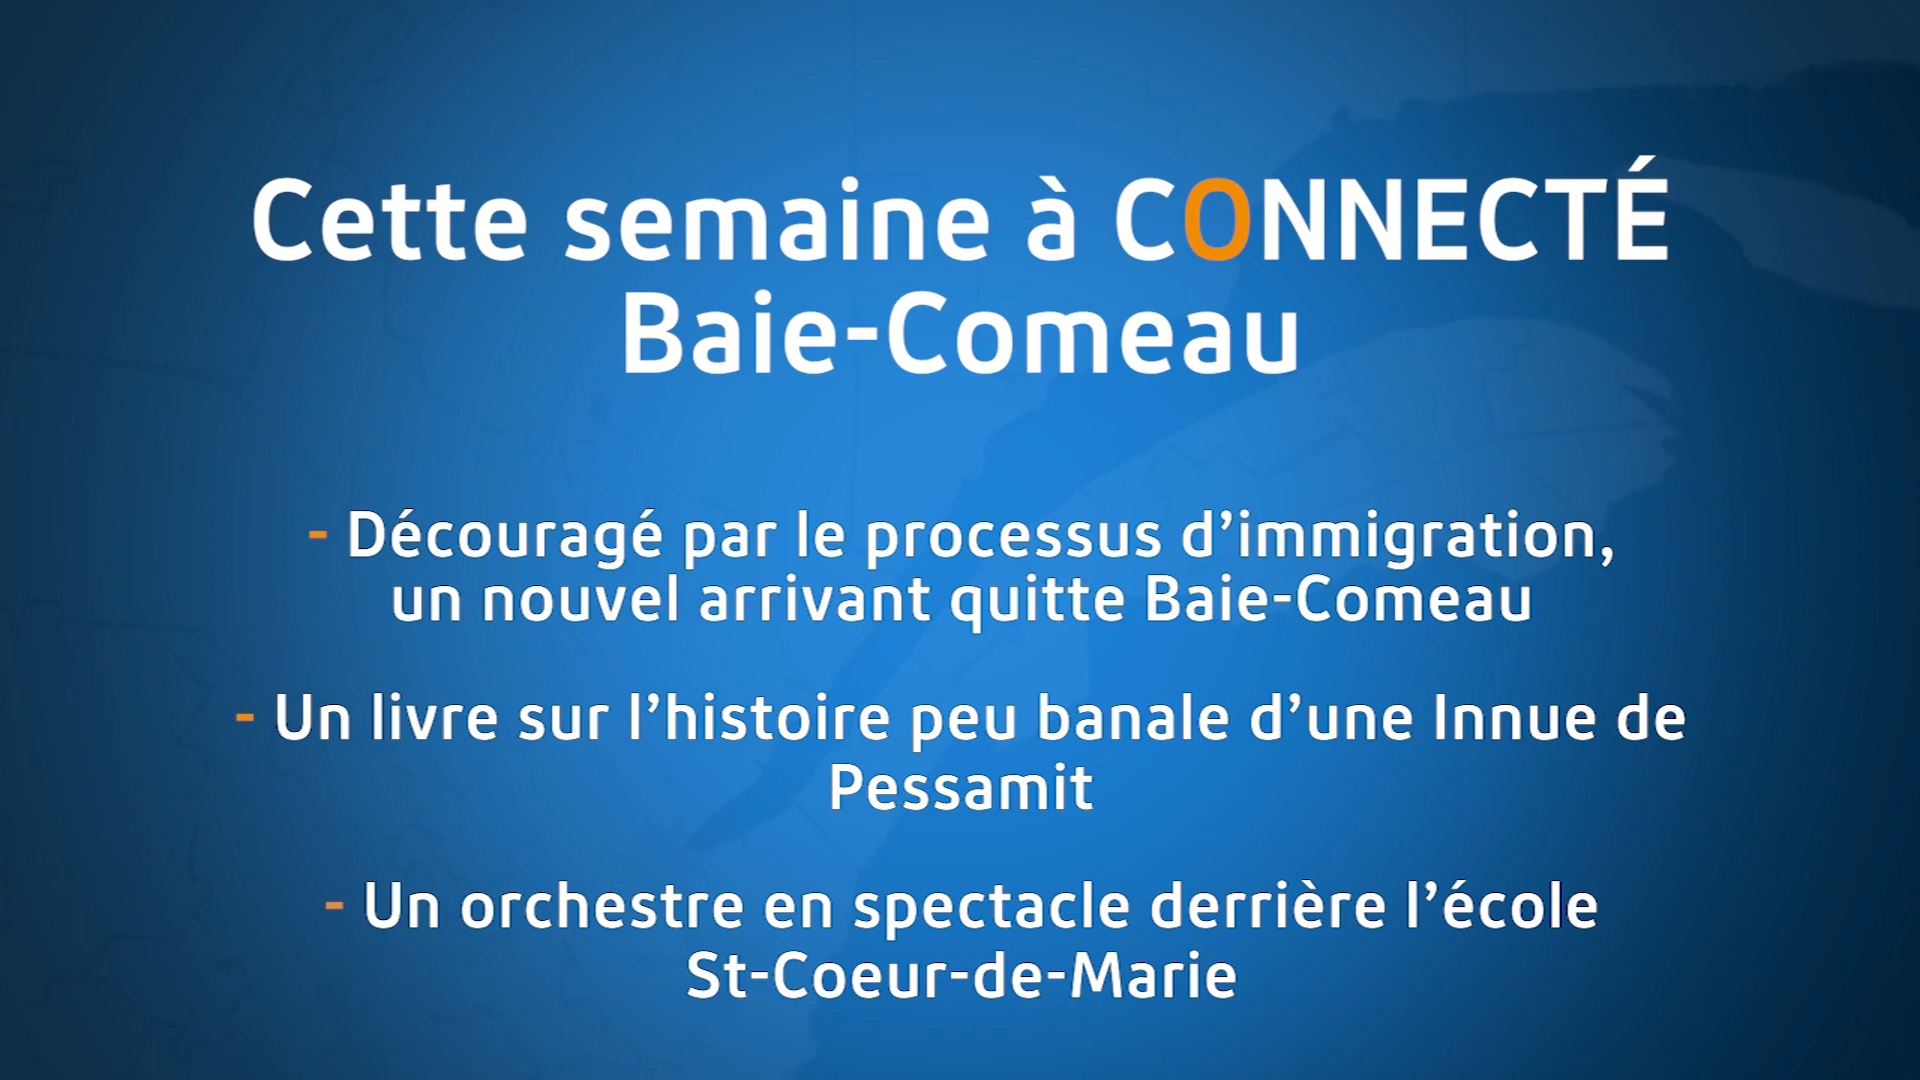 Cette semaine à CONNECTÉ
Baie-Comeau
- Découragé par le processus d’immigration,
un nouvel arrivant quitte Baie-Comeau
- Un livre sur l’histoire peu banale d’une Innue de
Pessamit
- Un orchestre en spectacle derrière l’école
St-Coeur-de-Marie